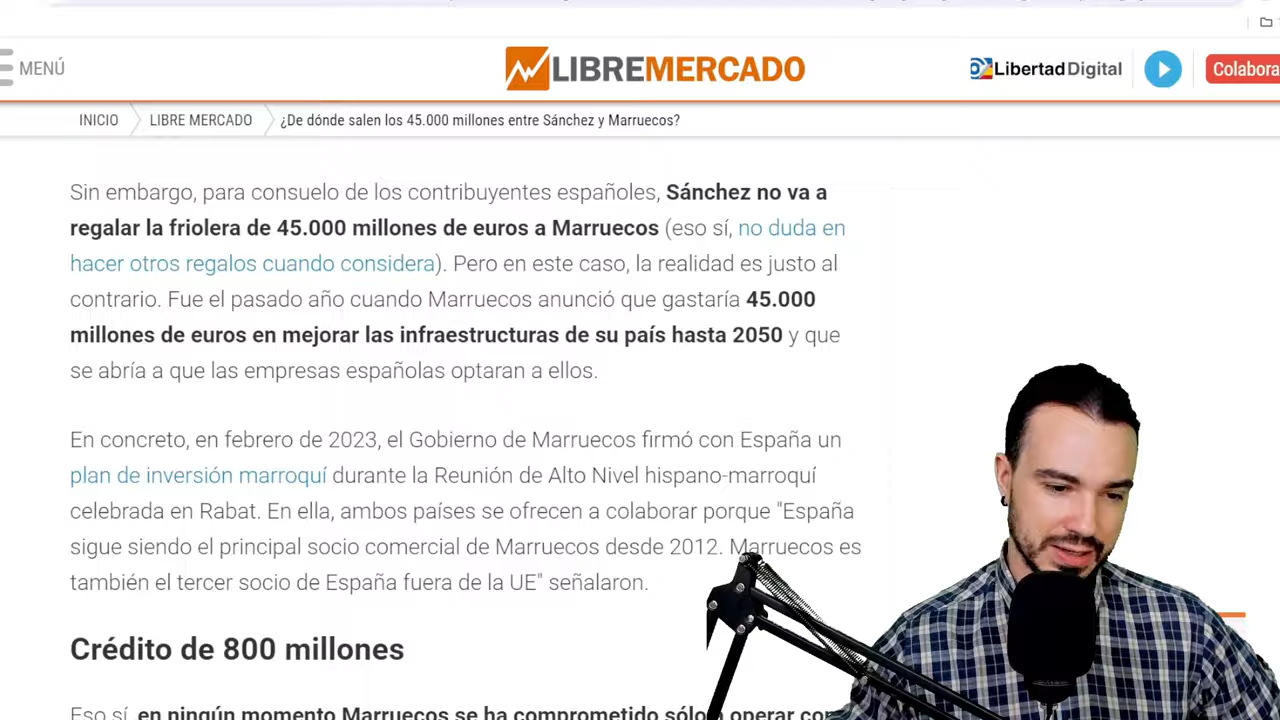 MENÚ
LIBREMERCADO
LibertadDigital
Colabora
INICIO
LIBRE MERCADO
¿De dónde salen los 45.000 millones entre Sánchez y Marruecos?
Sin embargo, para consuelo de los contribuyentes españoles, Sánchez no va a
regalar la friolera de 45.000 millones de euros a Marruecos (eso sí, no duda en
hacer otros regalos cuando considera). Pero en este caso, la realidad es justo al
contrario. Fue el pasado año cuando Marruecos anunció que gastaría 45.000
millones de euros en mejorar las infraestructuras de su país hasta 2050 y que
se abría a que las empresas españolas optaran a ellos.
En concreto, en febrero de 2023, el Gobierno de Marruecos firmó con España un
plan de inversión marroquí durante la Reunión de Alto Nivel hispano-marroquí
celebrada en Rabat. En ella, ambos países se ofrecen a colaborar porque "España
sigue siendo el principal socio comercial de Marruecos desde 2012. Marruecos es
también el tercer socio de España fuera de la UE" señalaron.
Crédito de 800 millones
Eso sí, en ningún momento Marruecos se ha comprometido sólo a operar con